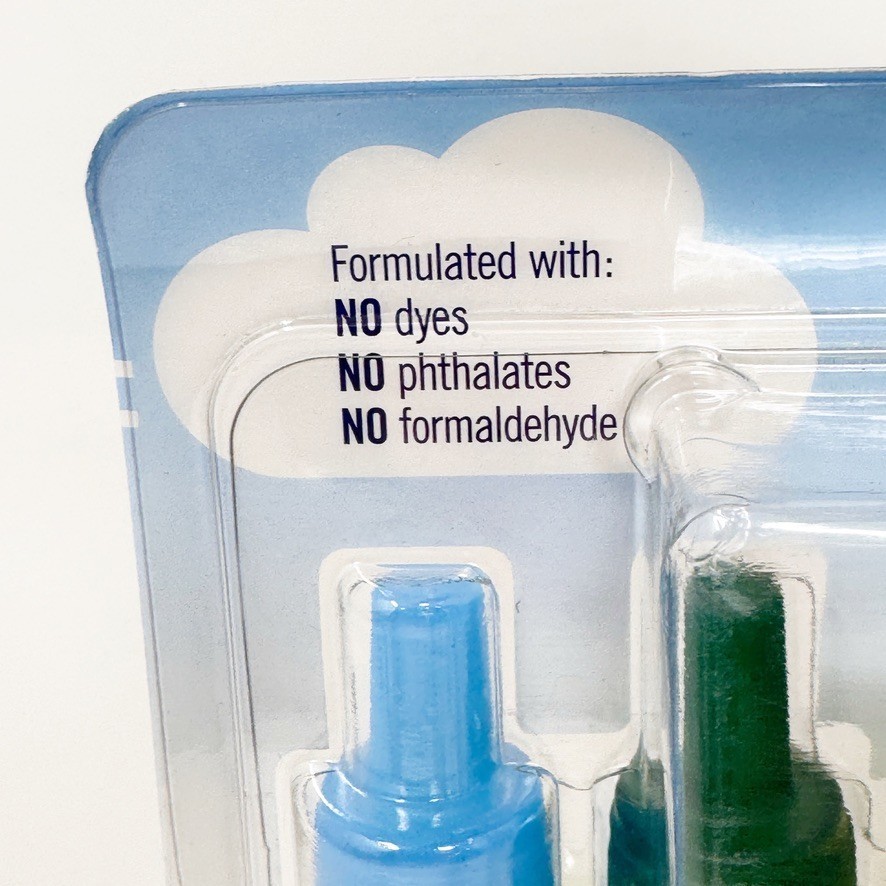 Formulated with:
NO dyes
NO phthalates
NO formaldehyde